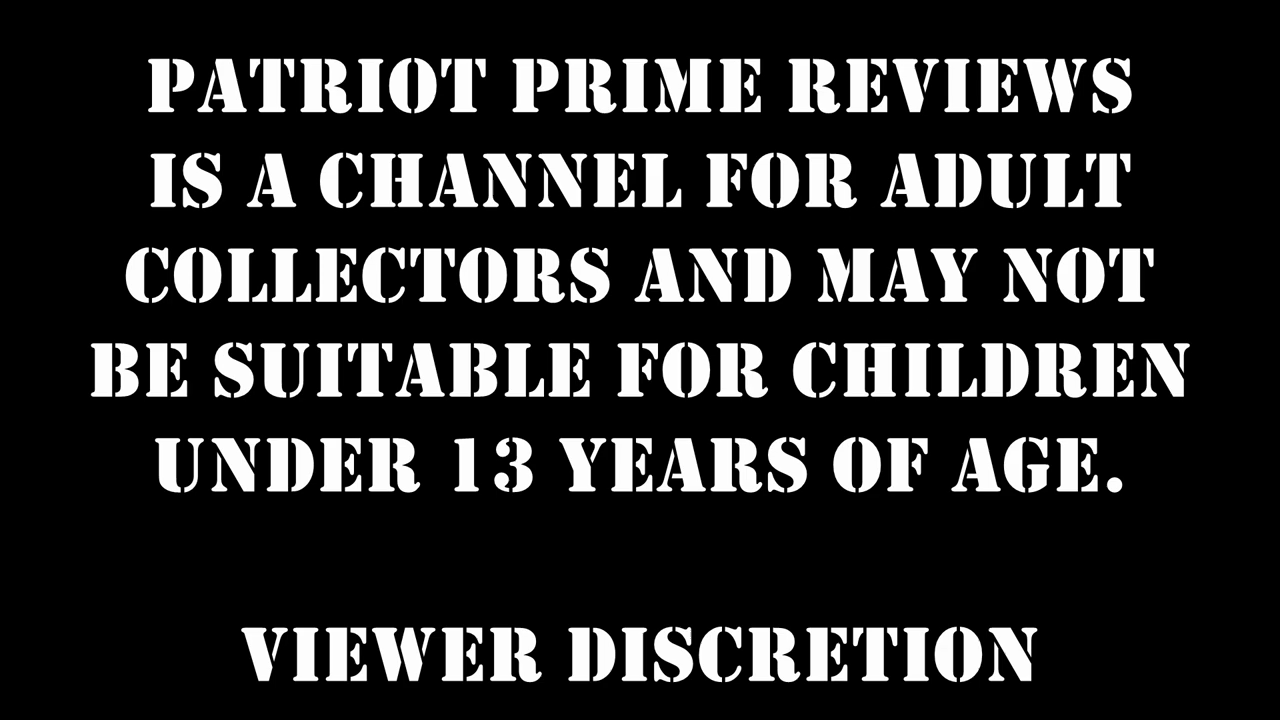 PATRIOT PRIME REVIEWS
IS A CHANNEL FOR ADULT
COLLECTORS AND MAY NOT
BE SUITABLE FOR CHILDREN
UNDER 13 YEARS OF AGE.
VIEWER DISCRETION